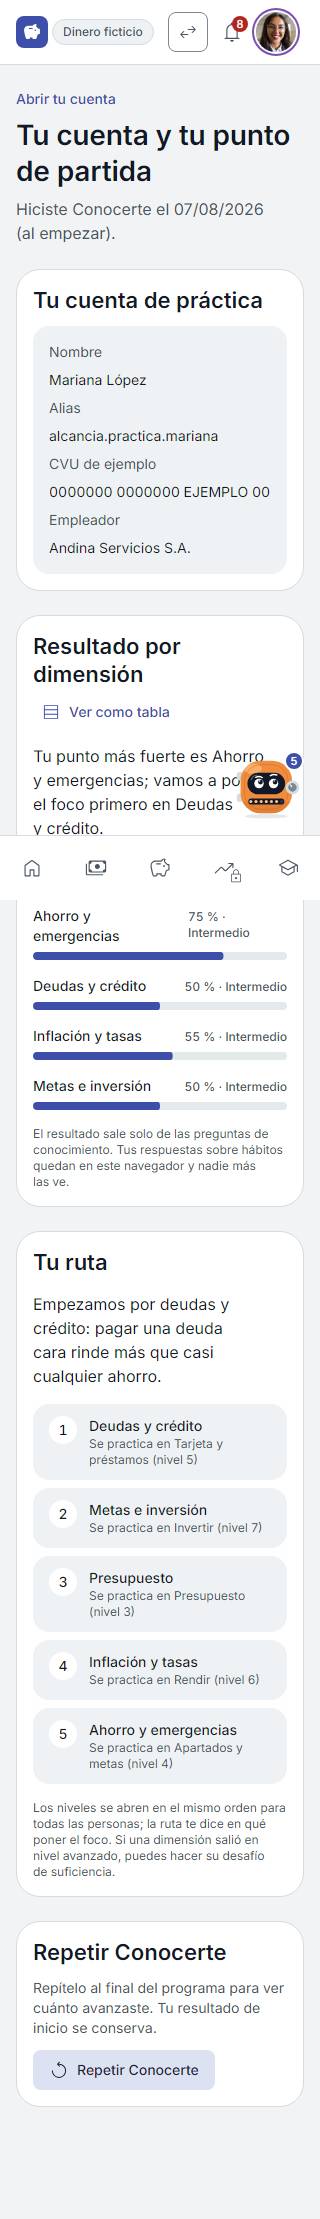 Dinero ficticio
8
Abrir tu cuenta
Tu cuenta y tu punto
de partida
Hiciste Conocerte el 07/08/2026
(al empezar).
Tu cuenta de práctica
Nombre
Mariana López
Alias
alcancia.practica.mariana
CVU de ejemplo
0000000 0000000 EJEMPLO 00
Empleador
Andina Servicios S.A.
Resultado por
dimensión
Ver como tabla
Tu punto más fuerte es Ahorro
5
y emergencias; vamos a
el foco primero en Deudas
y crédito.
Ahorro y
emergencias
75 % ·
Intermedio
Deudas y crédito 50 % · Intermedio
Inflación y tasas 55 % · Intermedio
Metas e inversión 50 % · Intermedio
El resultado sale solo de las preguntas de
conocimiento. Tus respuestas sobre hábitos
quedan en este navegador y nadie más
las ve.
Tu ruta
Empezamos por deudas y
crédito: pagar una deuda
cara rinde más que casi
cualquier ahorro.
1 Deudas y crédito
Se practica en Tarjeta y
préstamos (nivel 5)
2 Metas e inversión
Se practica en Invertir (nivel 7)
3 Presupuesto
Se practica en Presupuesto
(nivel 3)
4 Inflación y tasas
Se practica en Rendir (nivel 6)
5 Ahorro y emergencias
Se practica en Apartados y
metas (nivel 4)
Los niveles se abren en el mismo orden para
todas las personas; la ruta te dice en qué
poner el foco. Si una dimensión salió en
nivel avanzado, puedes hacer su desafío
de suficiencia.
Repetir Conocerte
Repítelo al final del programa para ver
cuánto avanzaste. Tu resultado de
inicio se conserva.
Repetir Conocerte